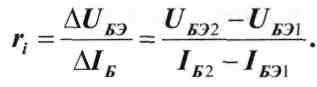 r_i = ΔU_БЭ / ΔI_Б = (U_БЭ2 − U_БЭ1) / (I_Б2 − I_БЭ1).